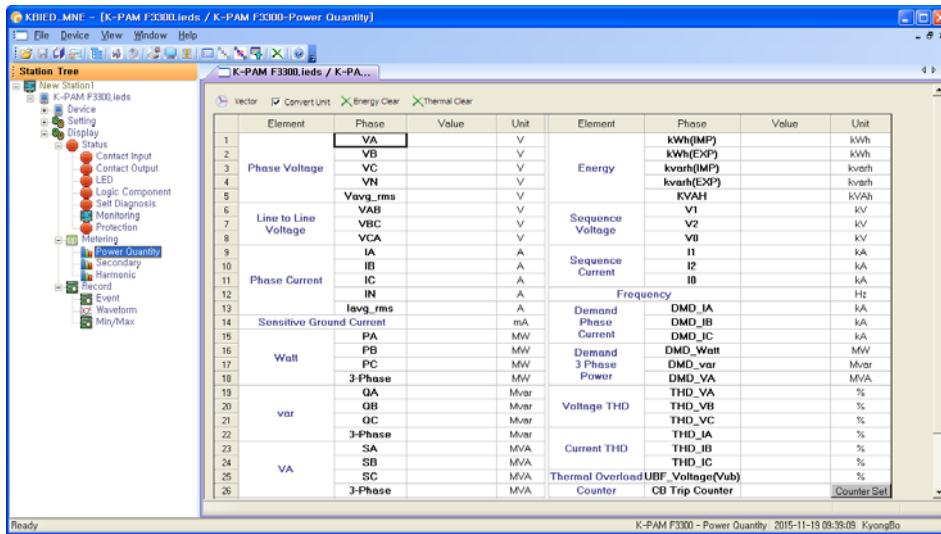 KBIED_MNE - [K-PAM F3300.ieds / K-PAM F3300-Power Quantity]
File Device View Window Help
Station Tree
K-PAM F3300.ieds / K-PA...
New Station1
K-PAM F3300.ieds
Device
Setting
Display
Status
Contact Input
Contact Output
LED
Logic Component
Self Diagnosis
Monitoring
Protection
Metering
Power Quantity
Secondary
Harmonic
Record
Event
Waveform
Min/Max
Vector Convert Unit Energy Clear Thermal Clear
Element Phase Value Unit Element Phase Value Unit
1 VA V kWh(IMP) kWh
2 VB V kWh(EXP) kWh
3 Phase Voltage VC V Energy kvarh(IMP) kvarh
4 VN V kvarh(EXP) kvarh
5 Vavg_rms V KVAH kVAh
6 Line to Line VAB V V1 kV
7 Voltage VBC V Sequence Voltage V2 kV
8 VCA V V0 kV
9 IA A I1 kA
10 IB A Sequence Current I2 kA
11 Phase Current IC A I0 kA
12 IN A Frequency Hz
13 Iavg_rms A Demand DMD_IA kA
14 Sensitive Ground Current mA Phase DMD_IB kA
15 PA MW Current DMD_IC kA
16 Watt PB MW Demand DMD_Watt MW
17 PC MW 3 Phase DMD_var Mvar
18 3-Phase MW Power DMD_VA MVA
19 QA Mvar THD_VA %
20 var QB Mvar Voltage THD THD_VB %
21 QC Mvar THD_VC %
22 3-Phase Mvar THD_IA %
23 SA MVA Current THD THD_IB %
24 VA SB MVA THD_IC %
25 SC MVA Thermal Overload UBF_Voltage(Vub) %
26 3-Phase MVA Counter CB Trip Counter Counter Set
Ready K-PAM F3300 - Power Quantity 2015-11-19 09:39:09 KyongBo